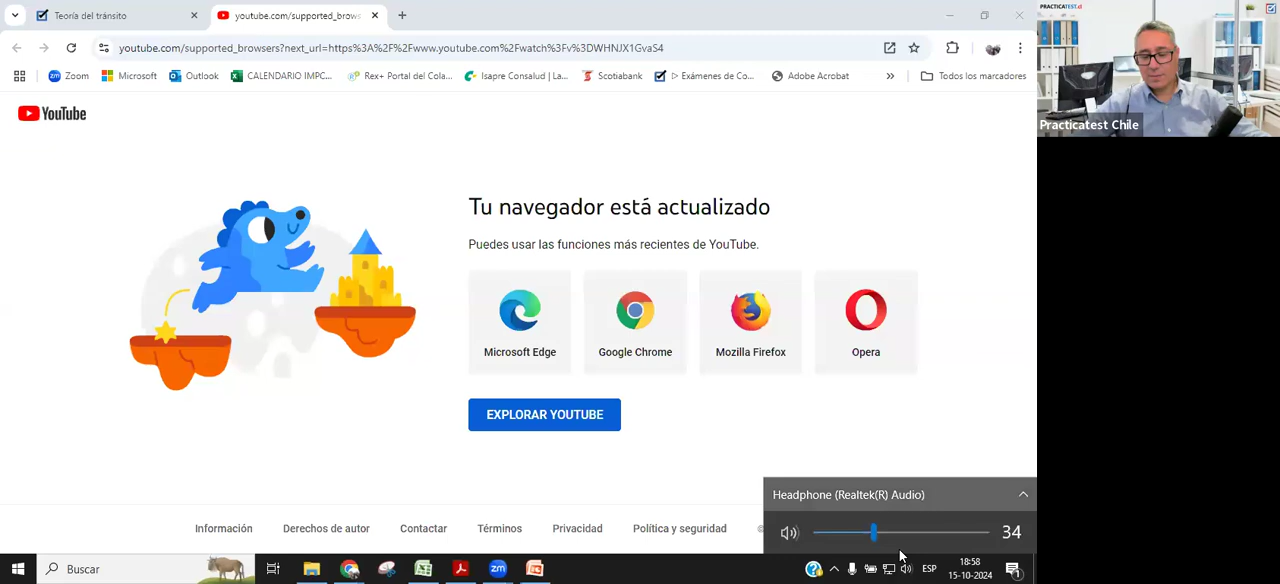 Teoría del tránsito
youtube.com/supported_brows
youtube.com/supported_browsers?next_url=https%3A%2F%2Fwww.youtube.com%2Fwatch%3Fv%3DWHNJX1GvaS4
Zoom
Microsoft
Outlook
CALENDARIO IMPC...
Rex+ Portal del Cola...
Isapre Consalud | La...
Scotiabank
▷ Exámenes de Co...
Adobe Acrobat
»
Todos los marcadores
YouTube
Tu navegador está actualizado
Puedes usar las funciones más recientes de YouTube.
Microsoft Edge
Google Chrome
Mozilla Firefox
Opera
EXPLORAR YOUTUBE
Información
Derechos de autor
Contactar
Términos
Privacidad
Política y seguridad
©
Headphone (Realtek(R) Audio)
34
Buscar
ESP
18:58
15-10-2024
1
PRACTICATEST.cl
Practicatest Chile